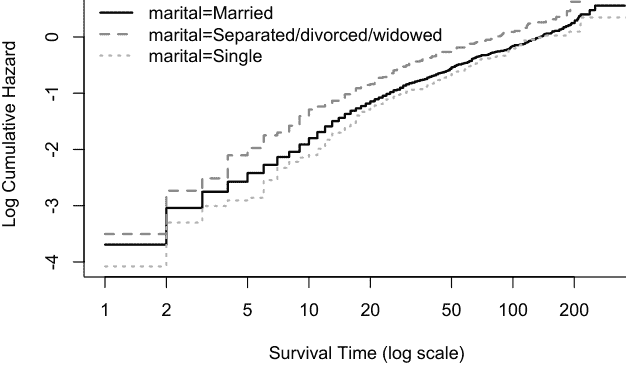 marital=Married
marital=Separated/divorced/widowed
marital=Single
Log Cumulative Hazard
0
-1
-2
-3
-4
1 2 5 10 20 50 100 200
Survival Time (log scale)